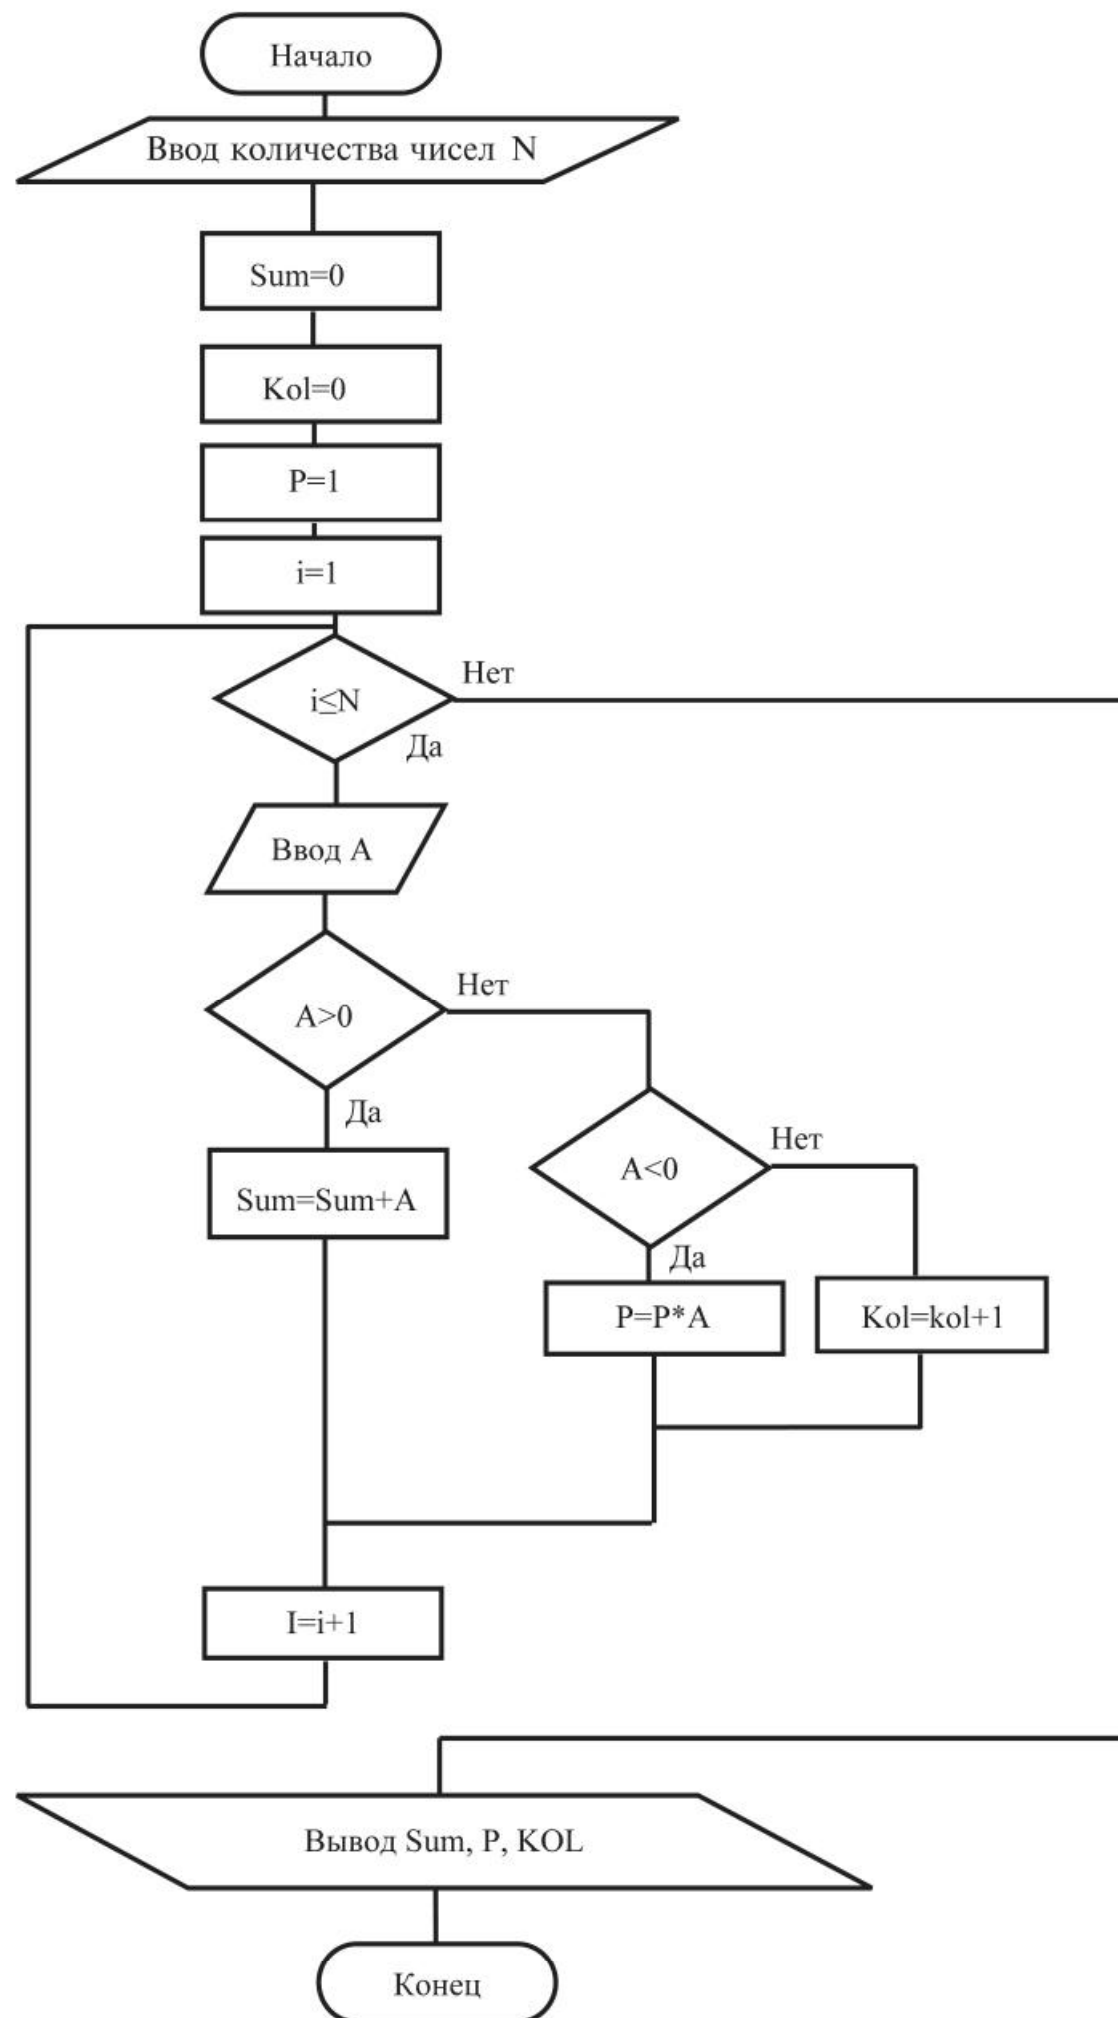 Начало
Ввод количества чисел N
Sum=0
Kol=0
P=1
i=1
i≤N
Нет
Да
Ввод A
A>0
Нет
Да
Sum=Sum+A
A<0
Нет
Да
P=P*A
Kol=kol+1
I=i+1
Вывод Sum, P, KOL
Конец